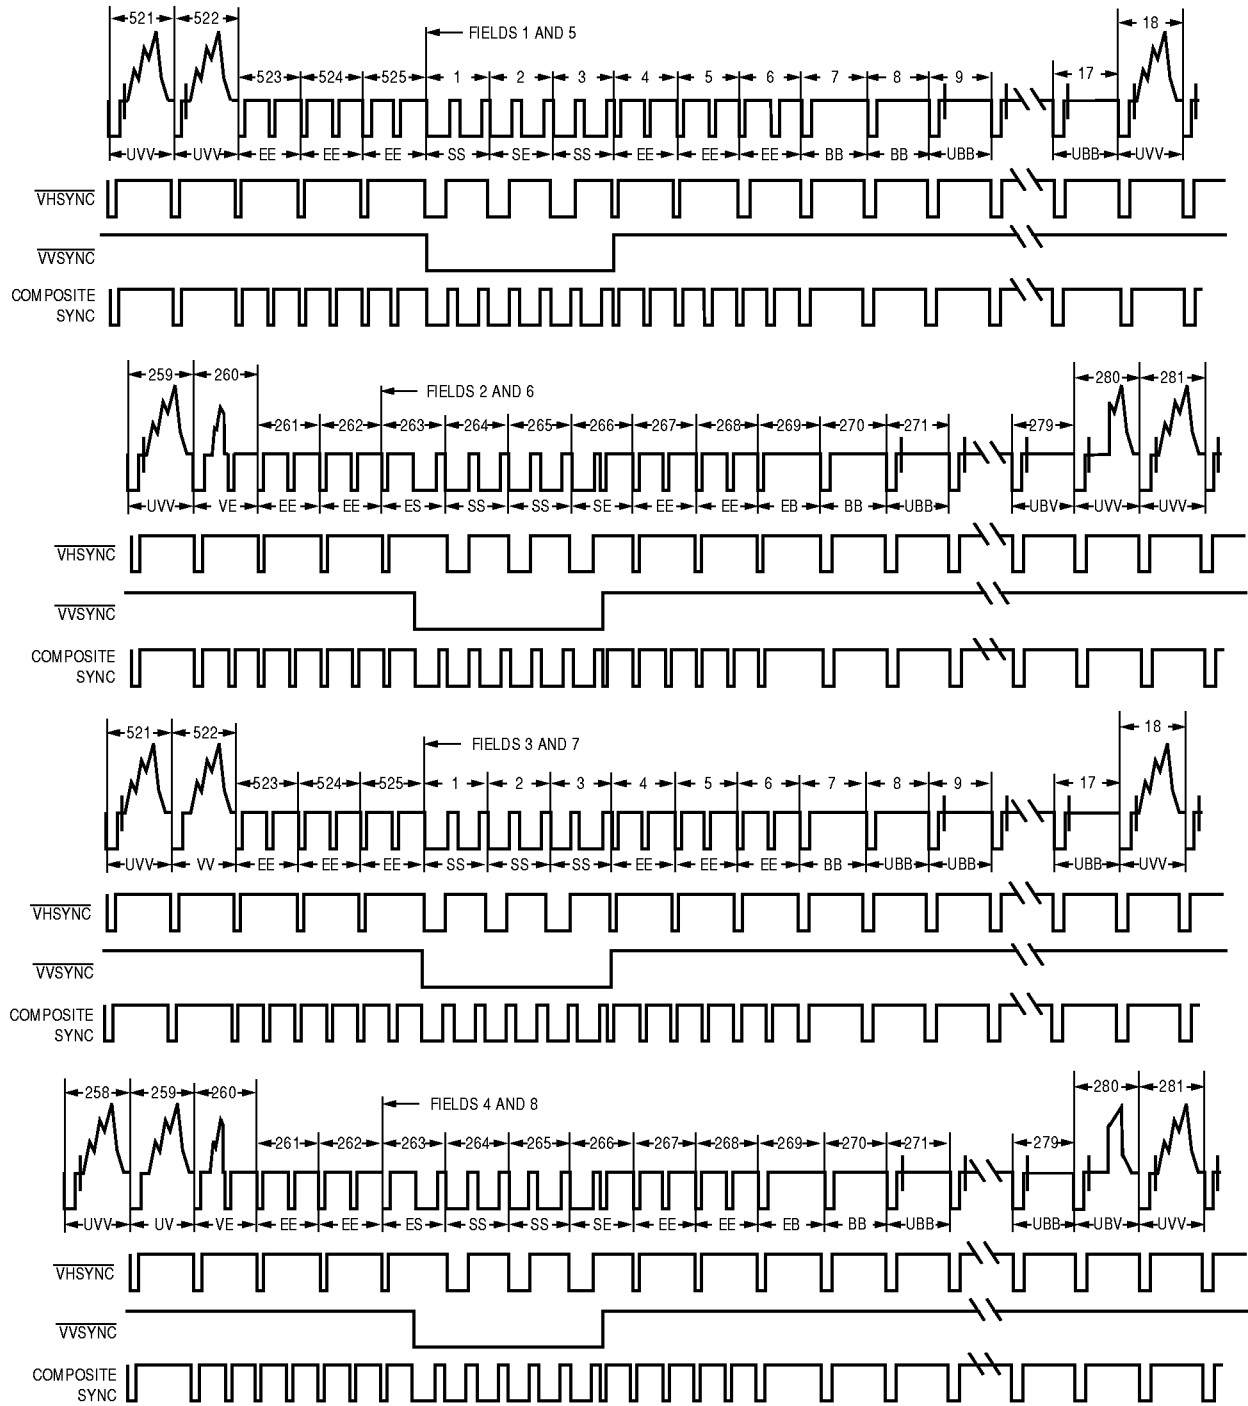 521 522 FIELDS 1 AND 5 18
523 524 525 1 2 3 4 5 6 7 8 9 17
UVV UVV EE EE EE SS SE SS EE EE EE BB BB UBB UBB UVV
VHSYNC
VVSYNC
COMPOSITE
SYNC
259 260 FIELDS 2 AND 6 280 281
261 262 263 264 265 266 267 268 269 270 271 279
UVV VE EE EE ES SS SS SE EE EE EB BB UBB UBV UVV UVV
VHSYNC
VVSYNC
COMPOSITE
SYNC
521 522 FIELDS 3 AND 7 18
523 524 525 1 2 3 4 5 6 7 8 9 17
UVV VV EE EE EE SS SS SS EE EE EE BB UBB UBB UBB UVV
VHSYNC
VVSYNC
COMPOSITE
SYNC
258 259 260 FIELDS 4 AND 8 280 281
261 262 263 264 265 266 267 268 269 270 271 279
UVV UV VE EE EE ES SS SS SE EE EE EB BB UBB UBB UBV UVV
VHSYNC
VVSYNC
COMPOSITE
SYNC